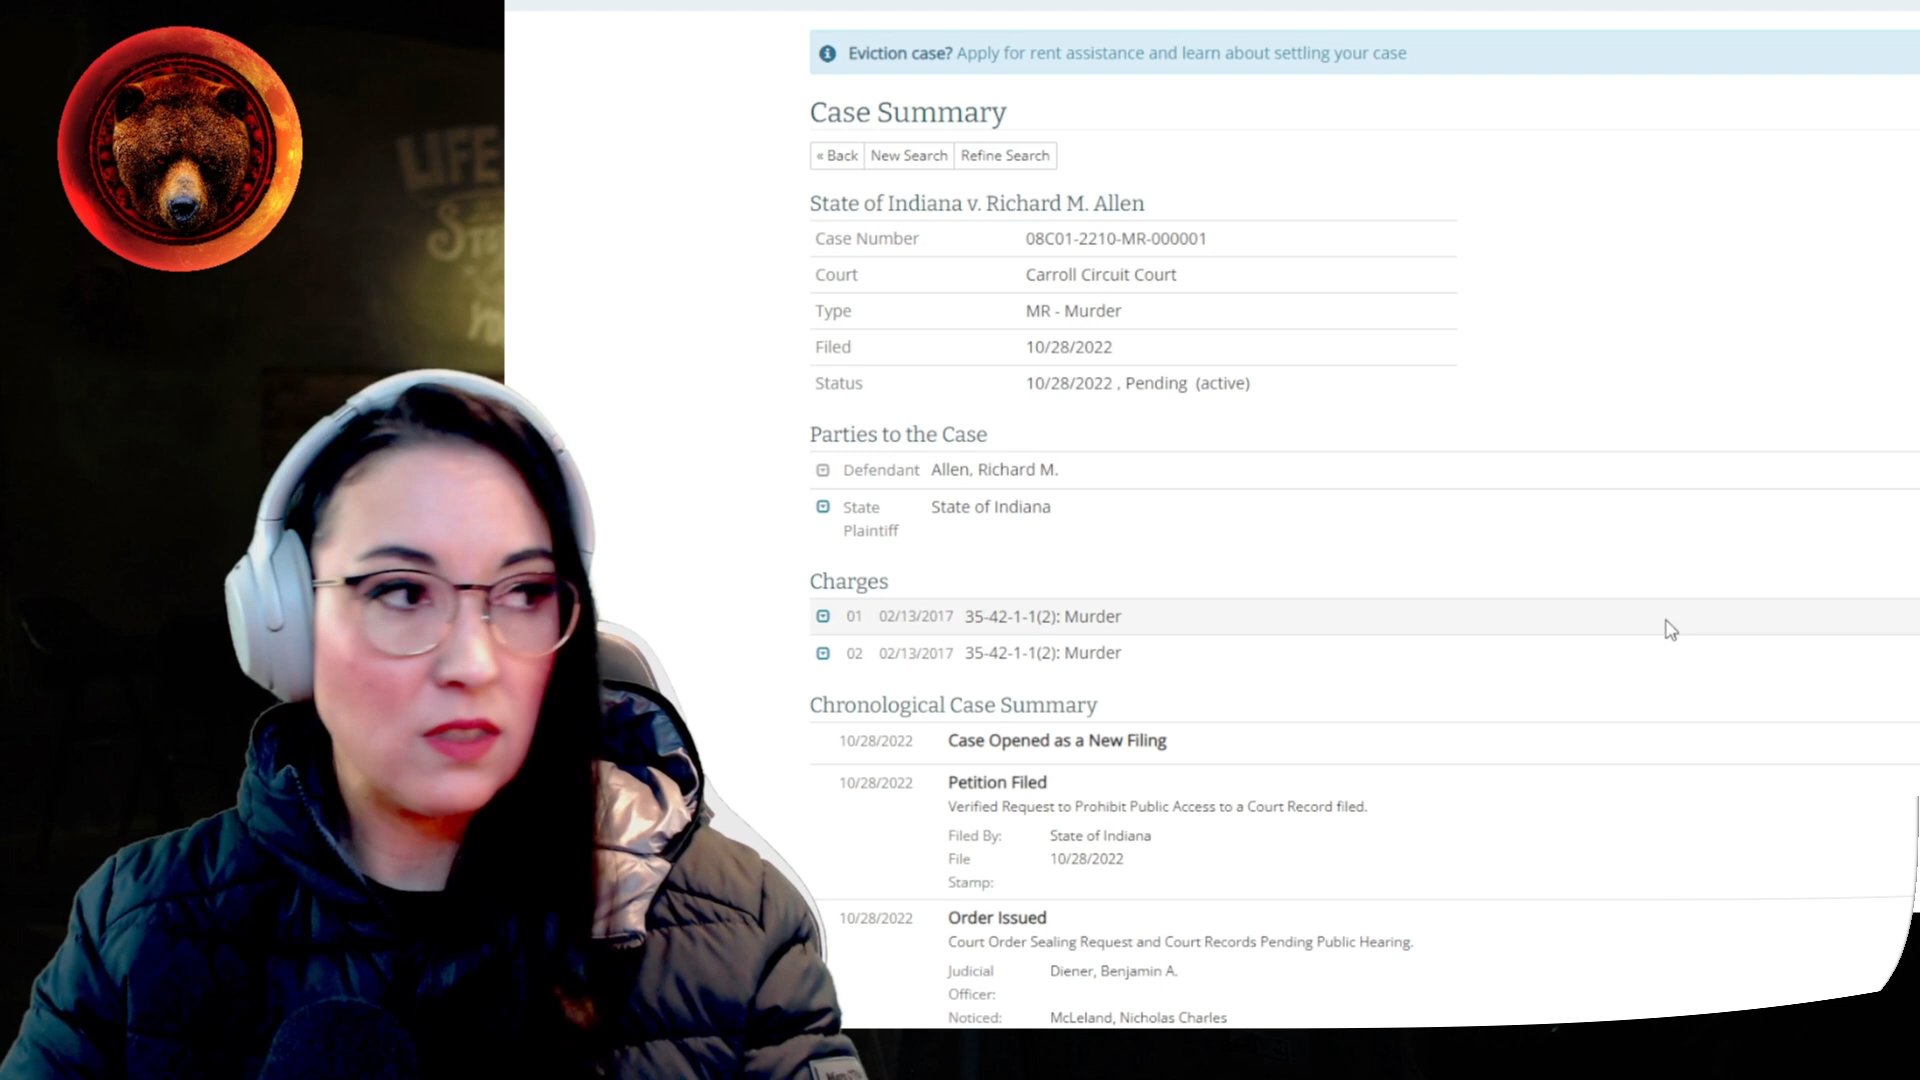 LIFE
Eviction case? Apply for rent assistance and learn about settling your case
Case Summary
« Back New Search Refine Search
State of Indiana v. Richard M. Allen
Case Number 08C01-2210-MR-000001
Court Carroll Circuit Court
Type MR - Murder
Filed 10/28/2022
Status 10/28/2022 , Pending (active)
Parties to the Case
Defendant Allen, Richard M.
State Plaintiff State of Indiana
Charges
01 02/13/2017 35-42-1-1(2): Murder
02 02/13/2017 35-42-1-1(2): Murder
Chronological Case Summary
10/28/2022 Case Opened as a New Filing
10/28/2022 Petition Filed
Verified Request to Prohibit Public Access to a Court Record filed.
Filed By: State of Indiana
File Stamp: 10/28/2022
10/28/2022 Order Issued
Court Order Sealing Request and Court Records Pending Public Hearing.
Judicial Officer: Diener, Benjamin A.
Noticed: McLeland, Nicholas Charles